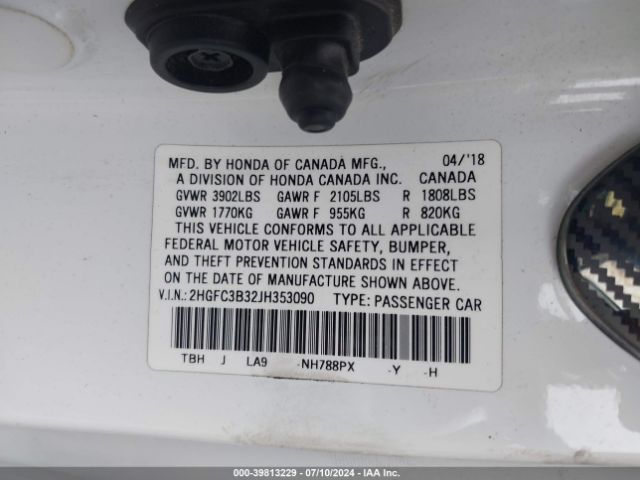 MFD. BY HONDA OF CANADA MFG., 04/'18
A DIVISION OF HONDA CANADA INC. CANADA
GVWR 3902LBS GAWR F 2105LBS R 1808LBS
GVWR 1770KG GAWR F 955KG R 820KG
THIS VEHICLE CONFORMS TO ALL APPLICABLE
FEDERAL MOTOR VEHICLE SAFETY, BUMPER,
AND THEFT PREVENTION STANDARDS IN EFFECT
ON THE DATE OF MANUFACTURE SHOWN ABOVE.
V.I.N.: 2HGFC3B32JH353090 TYPE: PASSENGER CAR
TBH J LA9 -NH788PX -Y -H
000-39813229 - 07/10/2024 - IAA Inc.